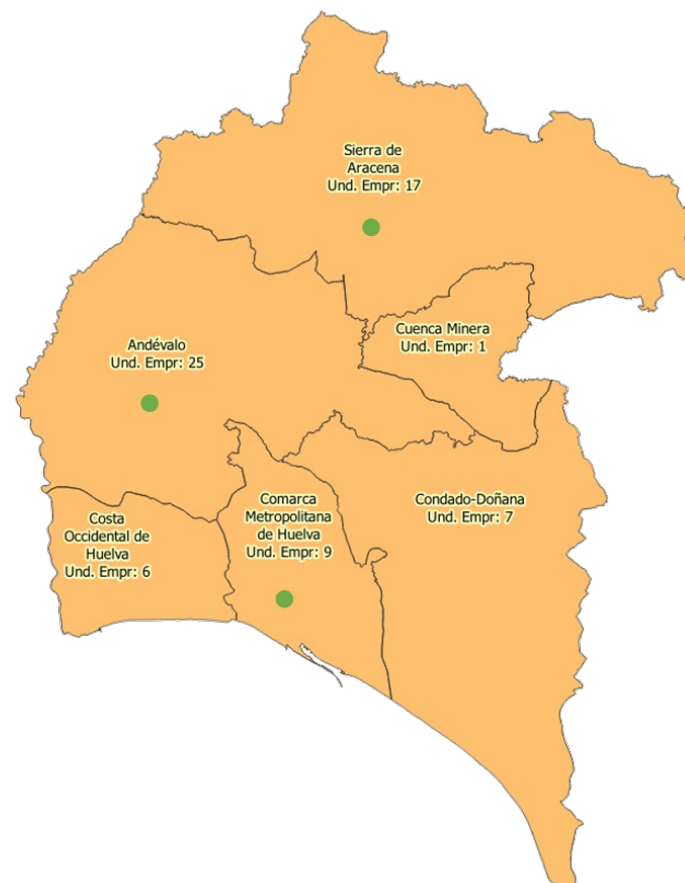 Sierra de
Aracena
Und. Empr: 17
Cuenca Minera
Und. Empr: 1
Andévalo
Und. Empr: 25
Condado-Doñana
Und. Empr: 7
Comarca
Metropolitana
de Huelva
Und. Empr: 9
Costa
Occidental de
Huelva
Und. Empr: 6